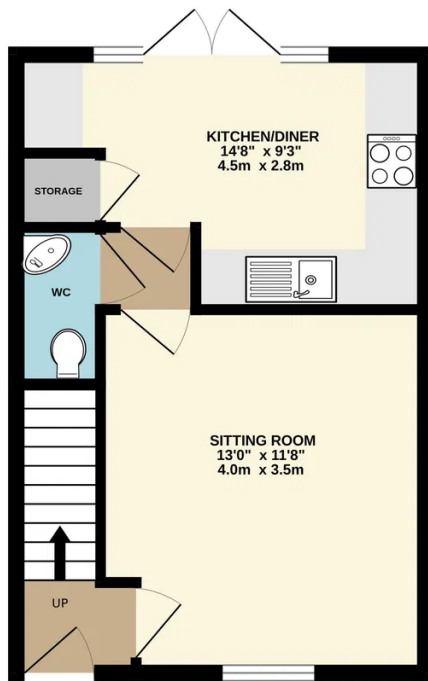 KITCHEN/DINER
14'8" x 9'3"
4.5m x 2.8m
STORAGE
WC
SITTING ROOM
13'0" x 11'8"
4.0m x 3.5m
UP